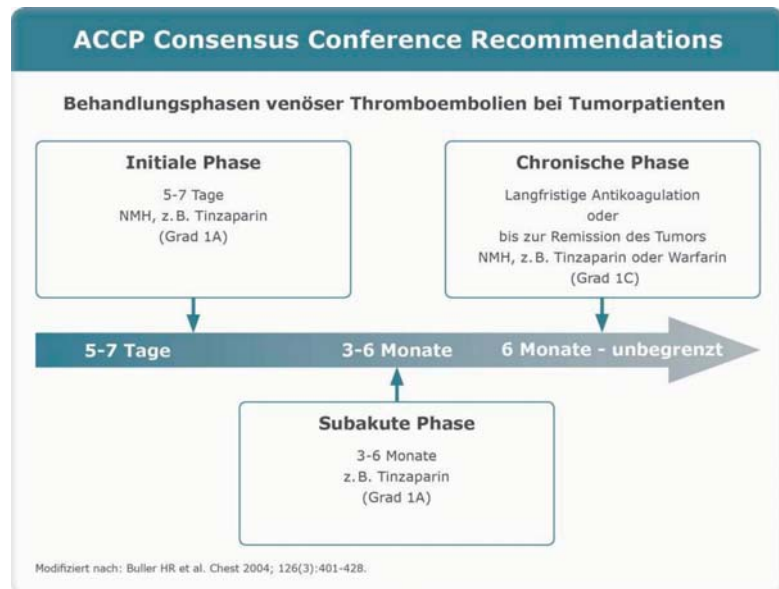 ACCP Consensus Conference Recommendations
Behandlungsphasen venöser Thromboembolien bei Tumorpatienten
Initiale Phase
5-7 Tage
NMH, z.B. Tinzaparin
(Grad 1A)
Chronische Phase
Langfristige Antikoagulation
oder
bis zur Remission des Tumors
NMH, z.B. Tinzaparin oder Warfarin
(Grad 1C)
5-7 Tage
3-6 Monate
6 Monate - unbegrenzt
Subakute Phase
3-6 Monate
z.B. Tinzaparin
(Grad 1A)
Modifiziert nach: Buller HR et al. Chest 2004; 126(3):401-428.